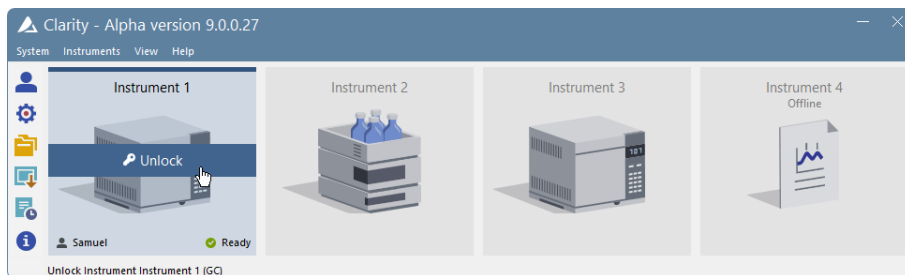 Clarity - Alpha version 9.0.0.27
System Instruments View Help
Instrument 1
Instrument 2
Instrument 3
Instrument 4
Offline
101
Unlock
Samuel
Ready
Unlock Instrument Instrument 1 (GC)